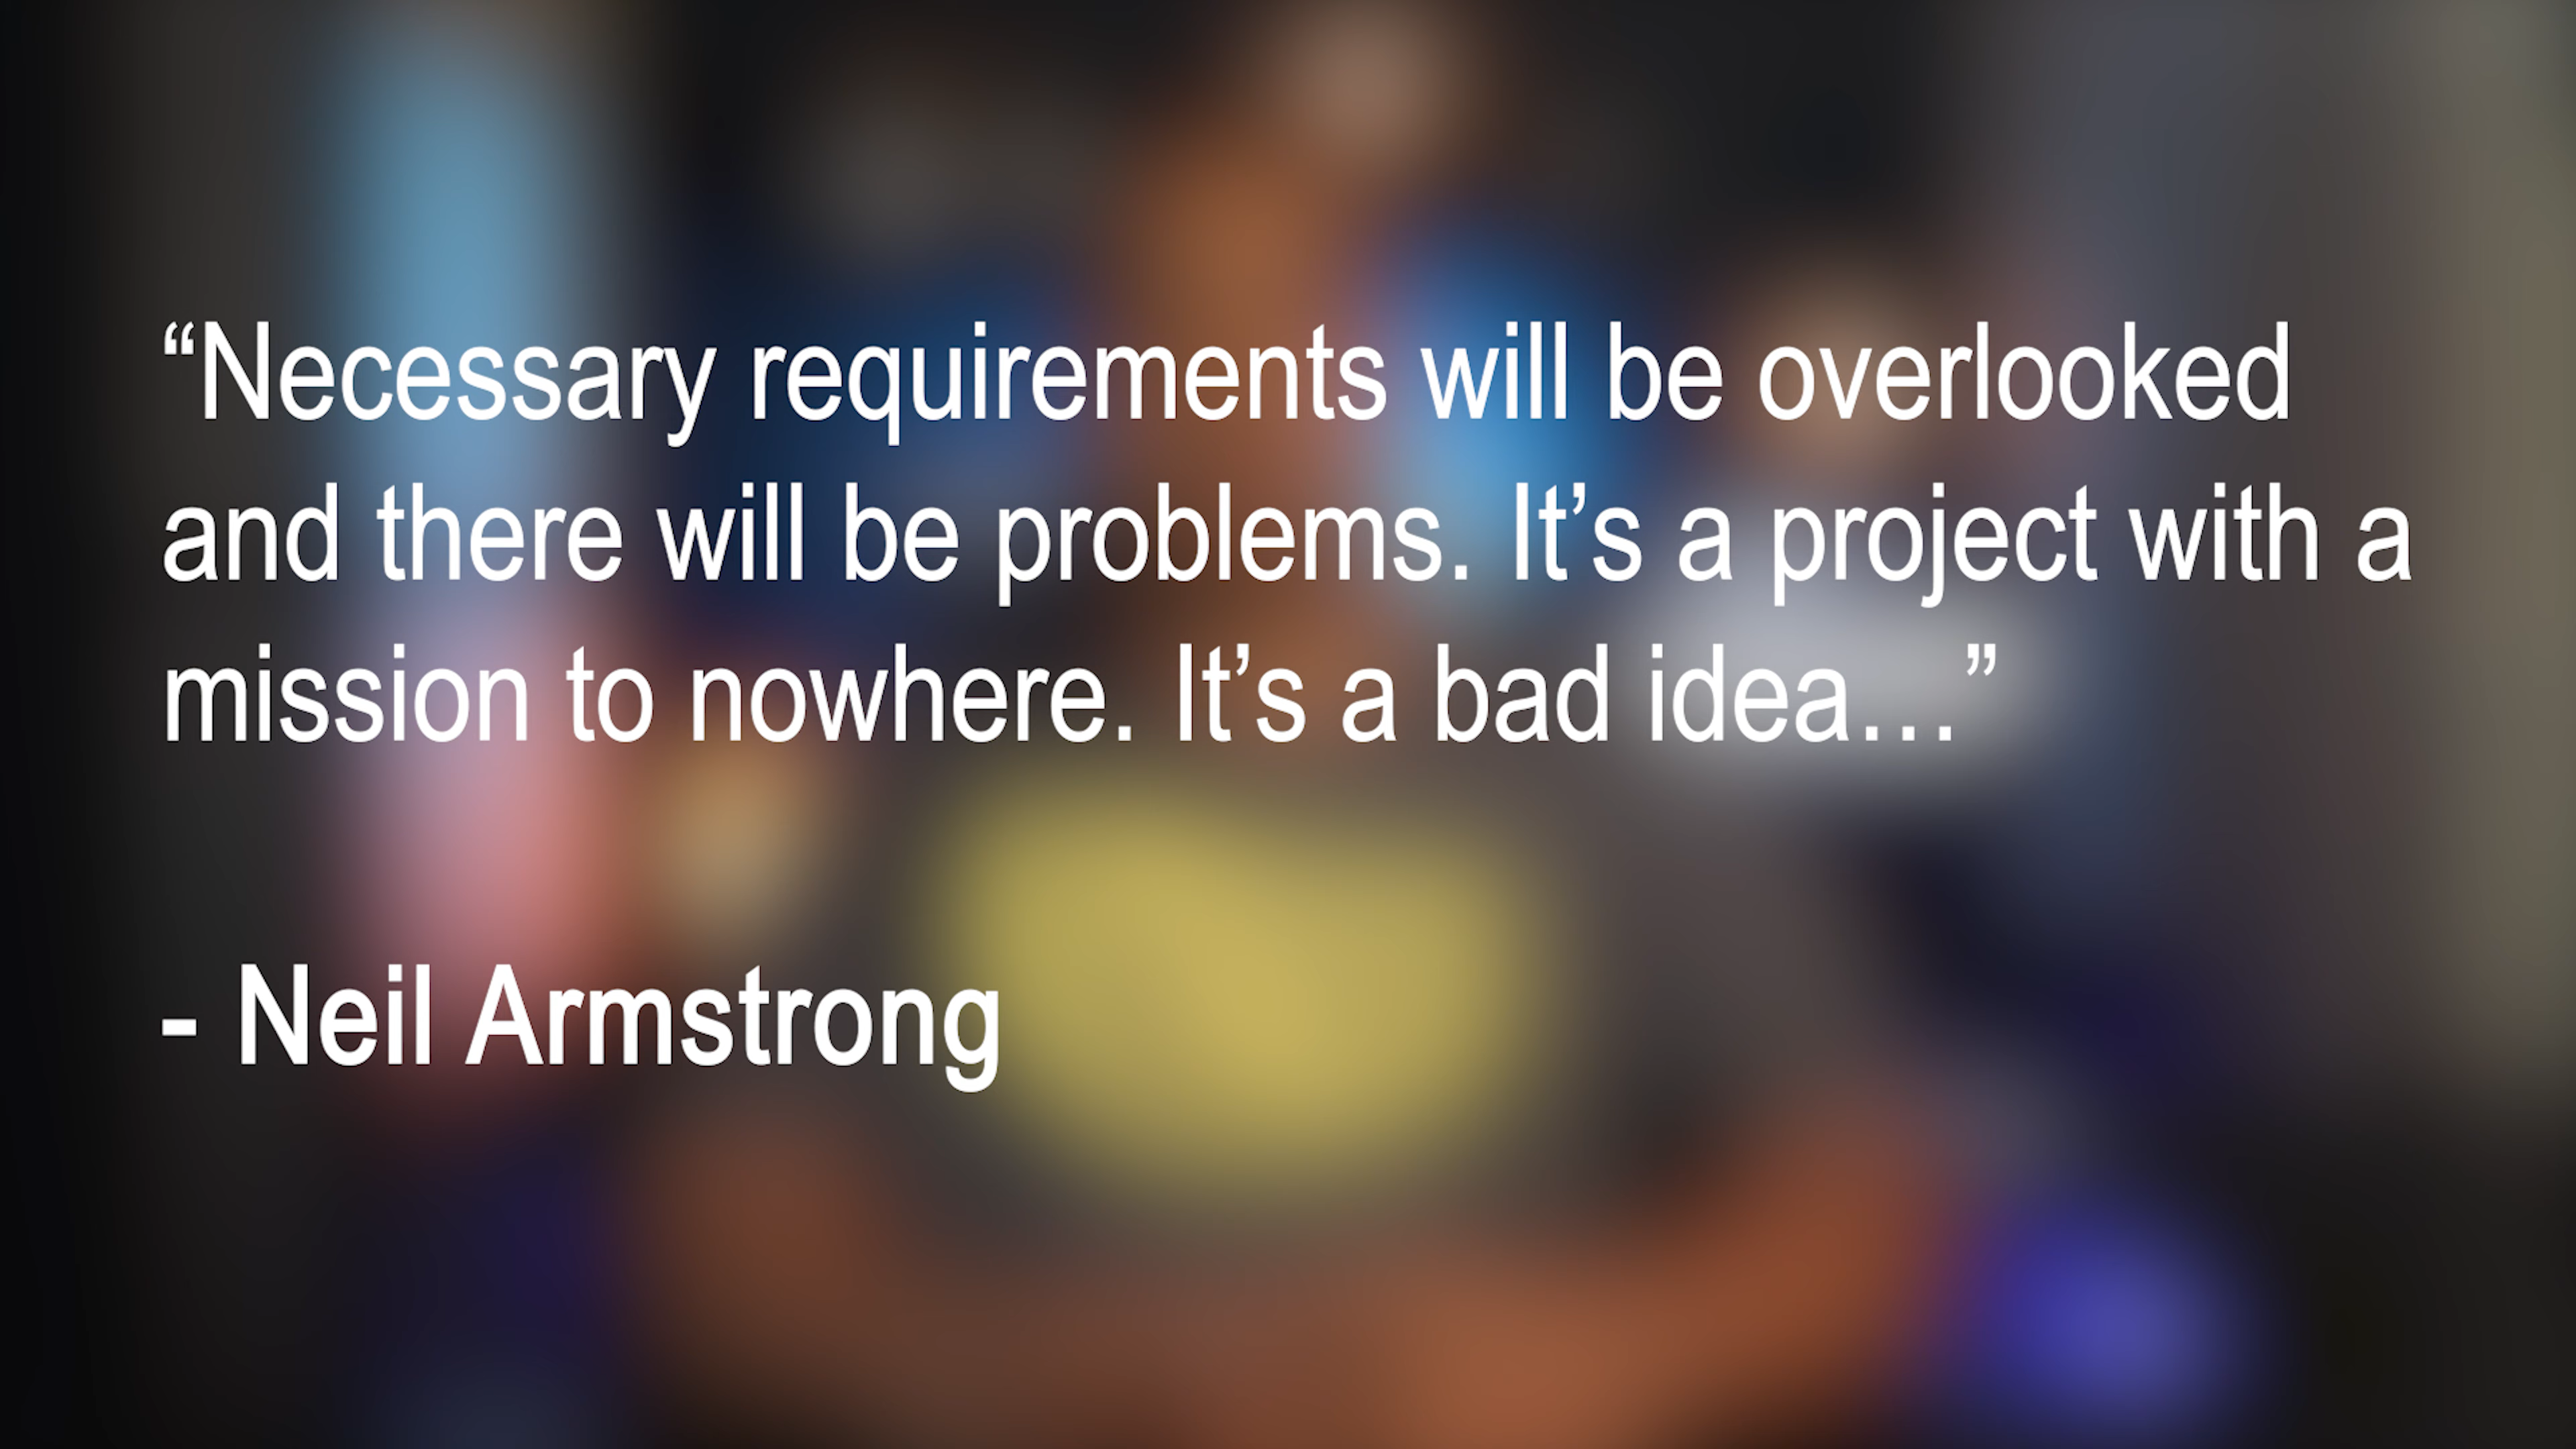 “Necessary requirements will be overlooked
and there will be problems. It’s a project with a
mission to nowhere. It’s a bad idea…”
- Neil Armstrong